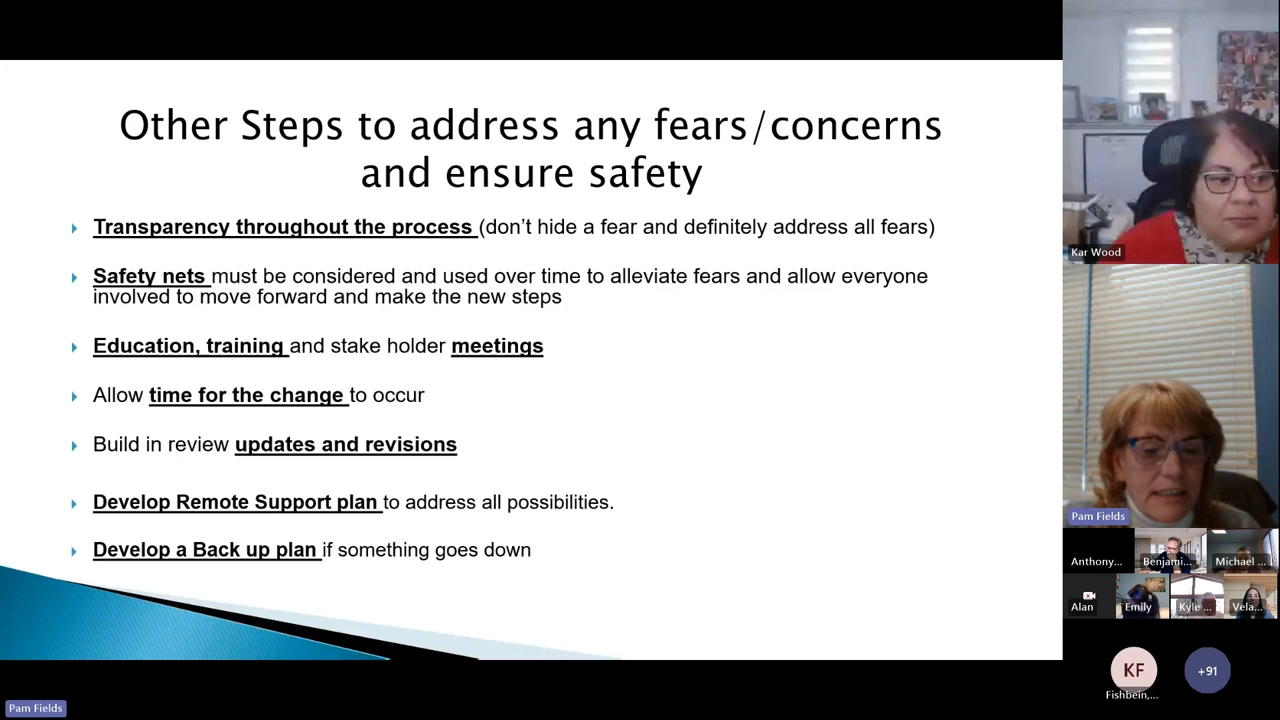 Other Steps to address any fears/concerns
and ensure safety
Transparency throughout the process (don't hide a fear and definitely address all fears)
Safety nets must be considered and used over time to alleviate fears and allow everyone
involved to move forward and make the new steps
Education, training and stake holder meetings
Allow time for the change to occur
Build in review updates and revisions
Develop Remote Support plan to address all possibilities.
Develop a Back up plan if something goes down
Kar Wood
Pam Fields
Anthony...
Benjami...
Michael ...
Alan
Emily
Kyle ...
Vela...
KF
+91
Fishbein,...
Pam Fields